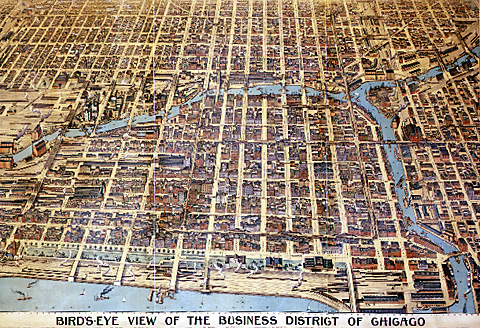 BIRD'S-EYE VIEW OF THE BUSINESS DISTRICT OF CHICAGO